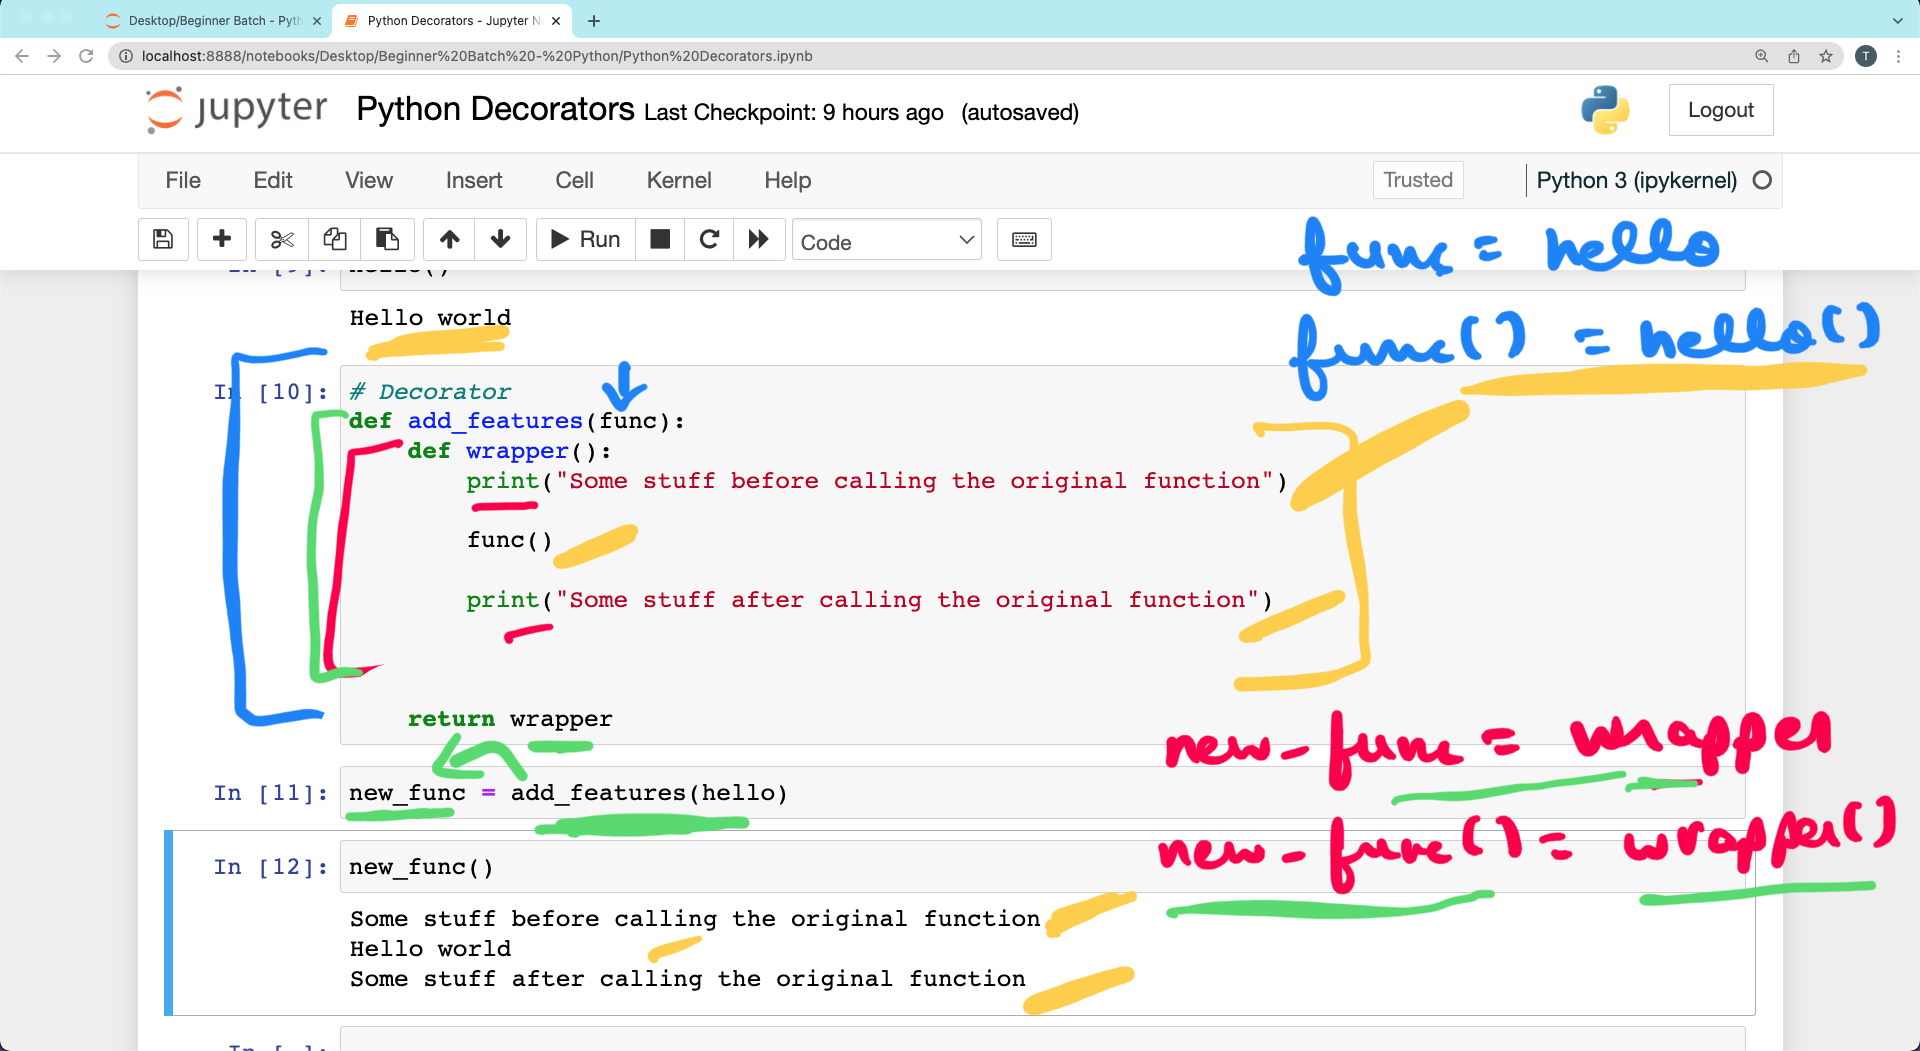 Desktop/Beginner Batch - Pyth
Python Decorators - Jupyter N
localhost:8888/notebooks/Desktop/Beginner%20Batch%20-%20Python/Python%20Decorators.ipynb
T
jupyter Python Decorators Last Checkpoint: 9 hours ago (autosaved)
Logout
File Edit View Insert Cell Kernel Help
Trusted
Python 3 (ipykernel)
Run
Code
func = hello
In [9]: hello()
Hello world
func() = hello()
In [10]: # Decorator
def add_features(func):
def wrapper():
print("Some stuff before calling the original function")
func()
print("Some stuff after calling the original function")
return wrapper
new_func = wrapper
In [11]: new_func = add_features(hello)
new_func() = wrapper()
In [12]: new_func()
Some stuff before calling the original function
Hello world
Some stuff after calling the original function
In [ ]: